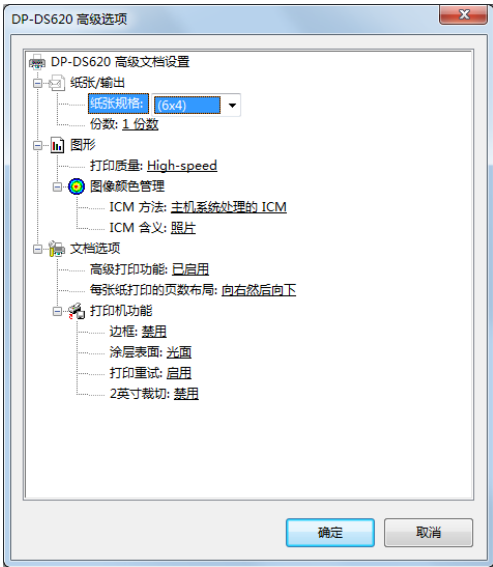 DP-DS620 高级选项
DP-DS620 高级文档设置
纸张/输出
纸张规格: (6x4)
份数: 1 份数
图形
打印质量: High-speed
图像颜色管理
ICM 方法: 主机系统处理的 ICM
ICM 含义: 照片
文档选项
高级打印功能: 已启用
每张纸打印的页数布局: 向右然后向下
打印机功能
边框: 禁用
涂层表面: 光面
打印重试: 启用
2英寸裁切: 禁用
确定 取消